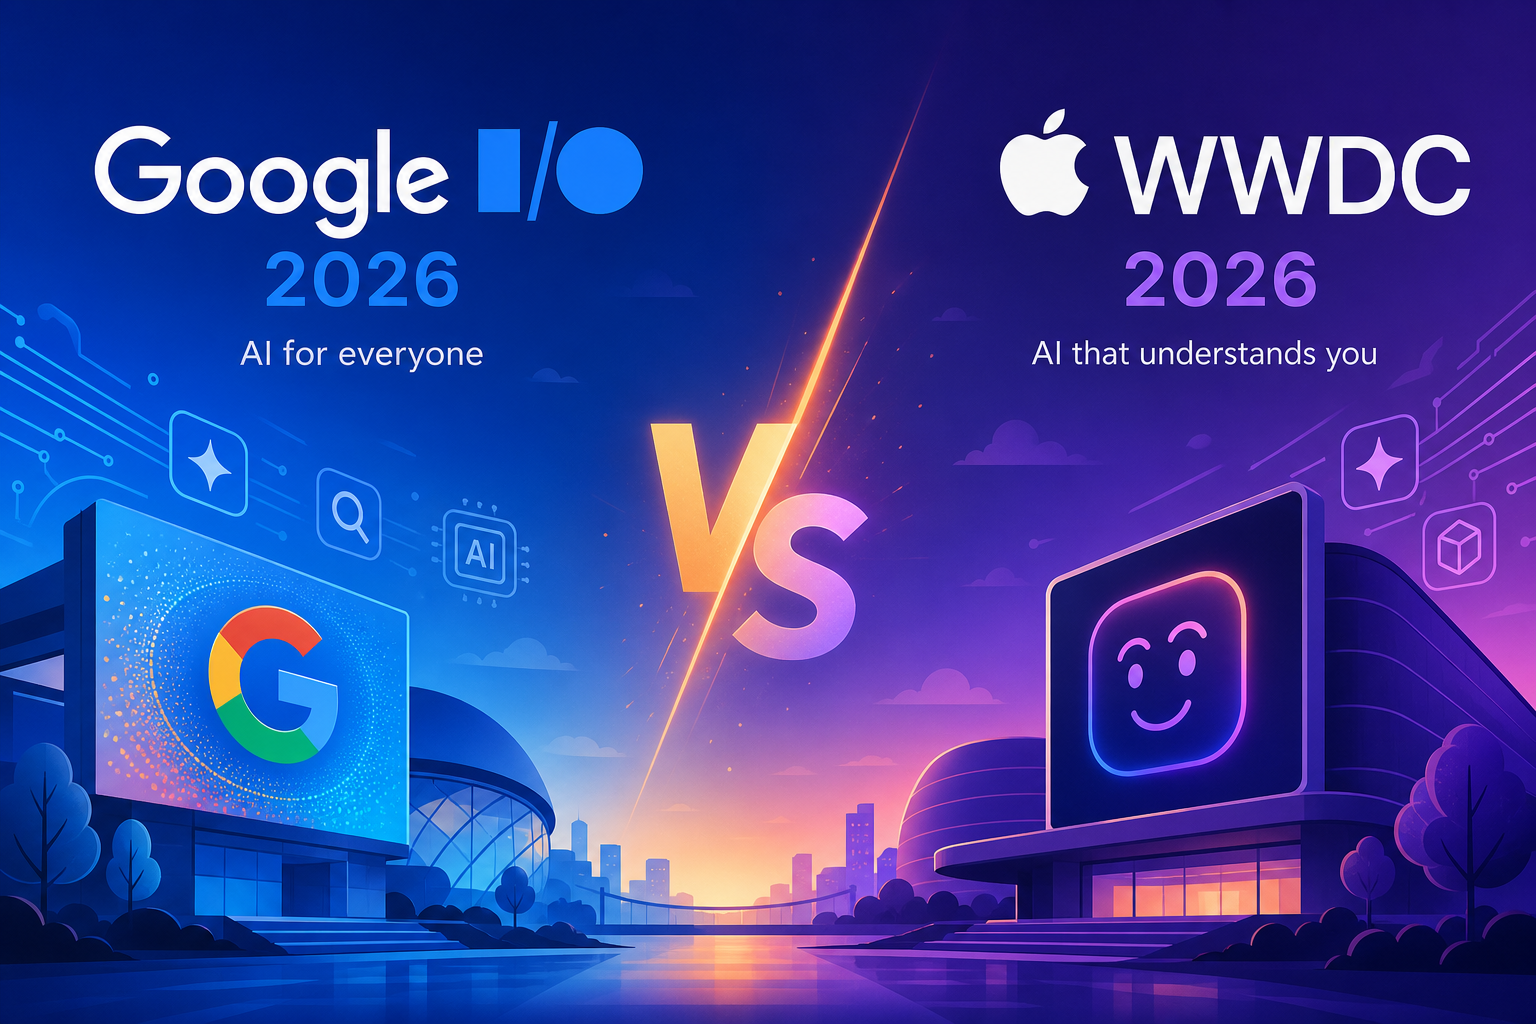 Google I/O
2026
AI for everyone
WWDC
2026
AI that understands you
VS
AI
G